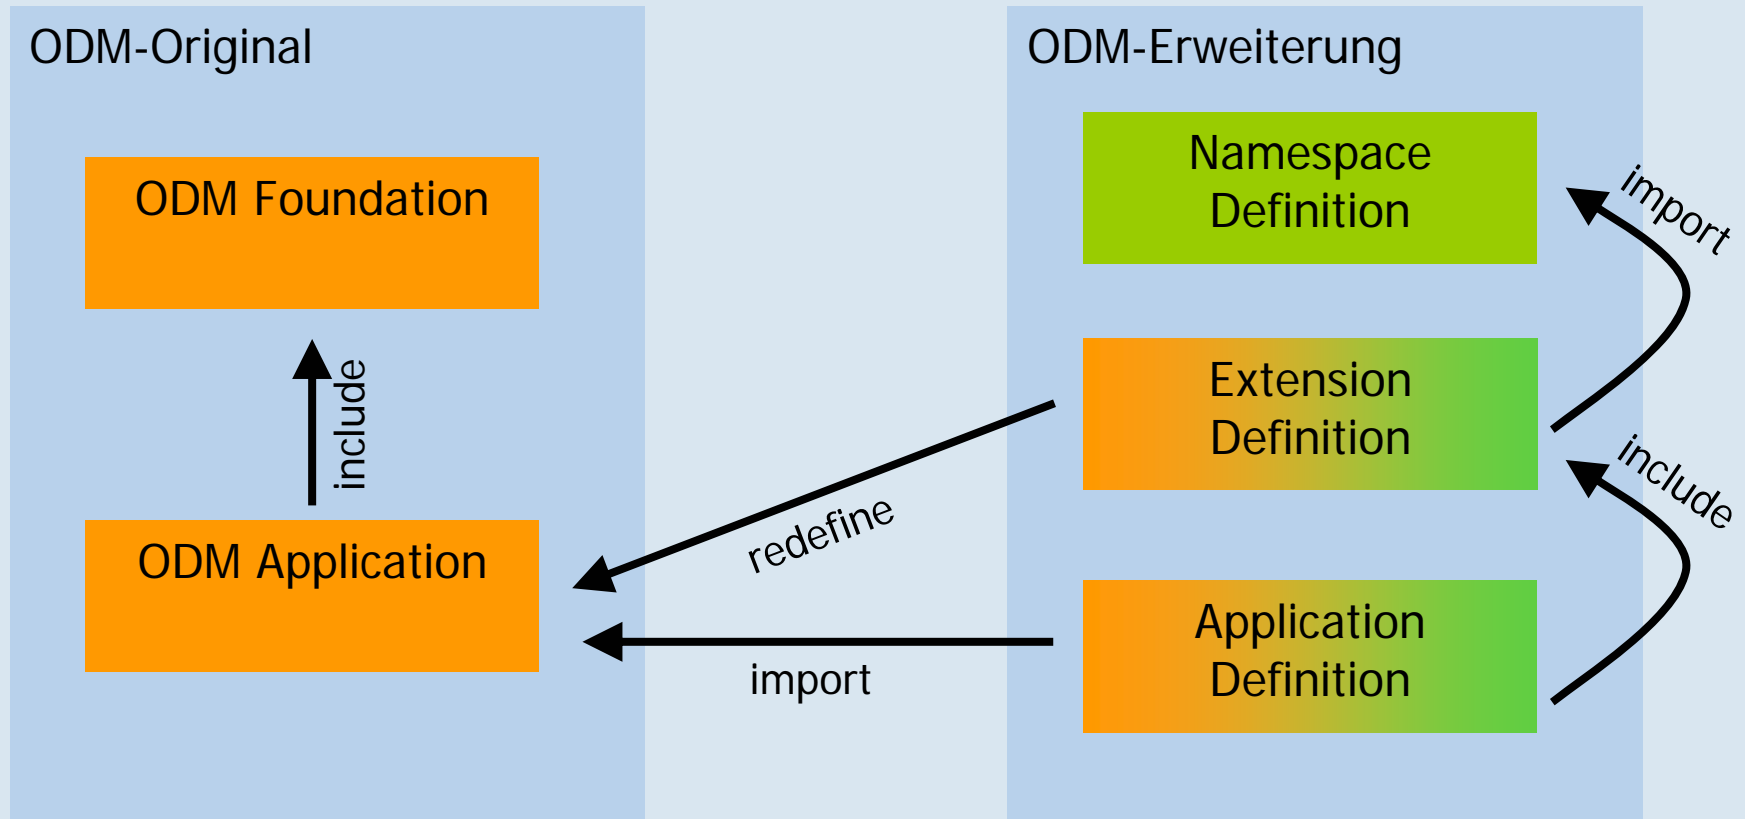 ODM-Original
ODM Foundation
include
ODM Application
redefine
import
ODM-Erweiterung
Namespace
Definition
import
Extension
Definition
include
Application
Definition